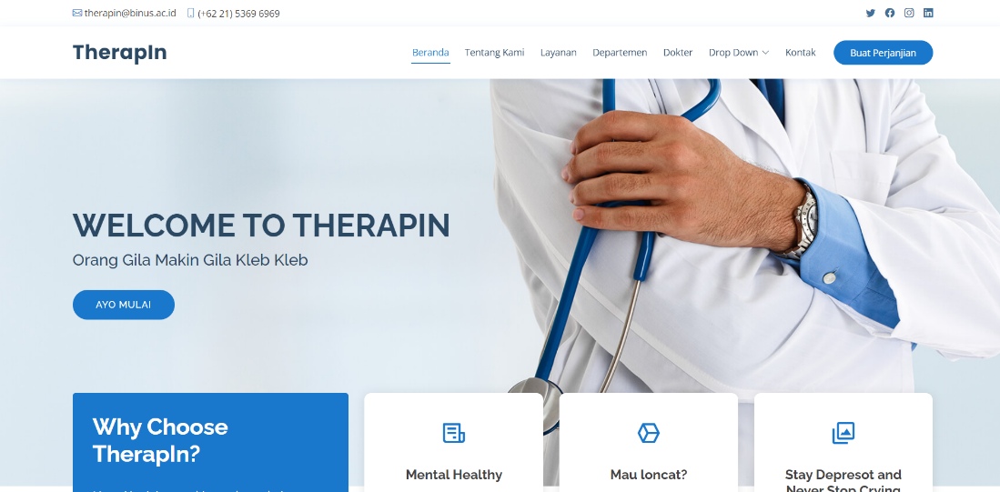 therapin@binus.ac.id (+62 21) 5369 6969
TherapIn
Beranda Tentang Kami Layanan Departemen Dokter Drop Down Kontak Buat Perjanjian
WELCOME TO THERAPIN
Orang Gila Makin Gila Kleb Kleb
AYO MULAI
Why Choose
TherapIn?
Mental Healthy
Mau loncat?
Stay Depresot and
Never Stop Crying